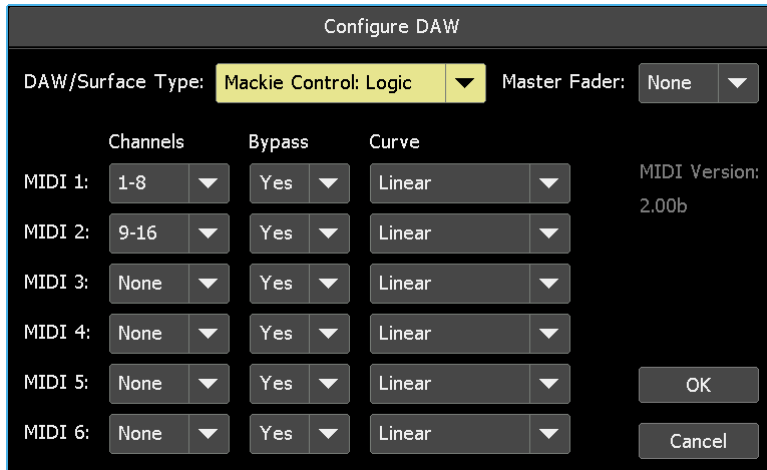 Configure DAW
DAW/Surface Type: Mackie Control: Logic Master Fader: None
Channels Bypass Curve
MIDI 1: 1-8 Yes Linear MIDI Version:
2.00b
MIDI 2: 9-16 Yes Linear
MIDI 3: None Yes Linear
MIDI 4: None Yes Linear
MIDI 5: None Yes Linear OK
MIDI 6: None Yes Linear Cancel